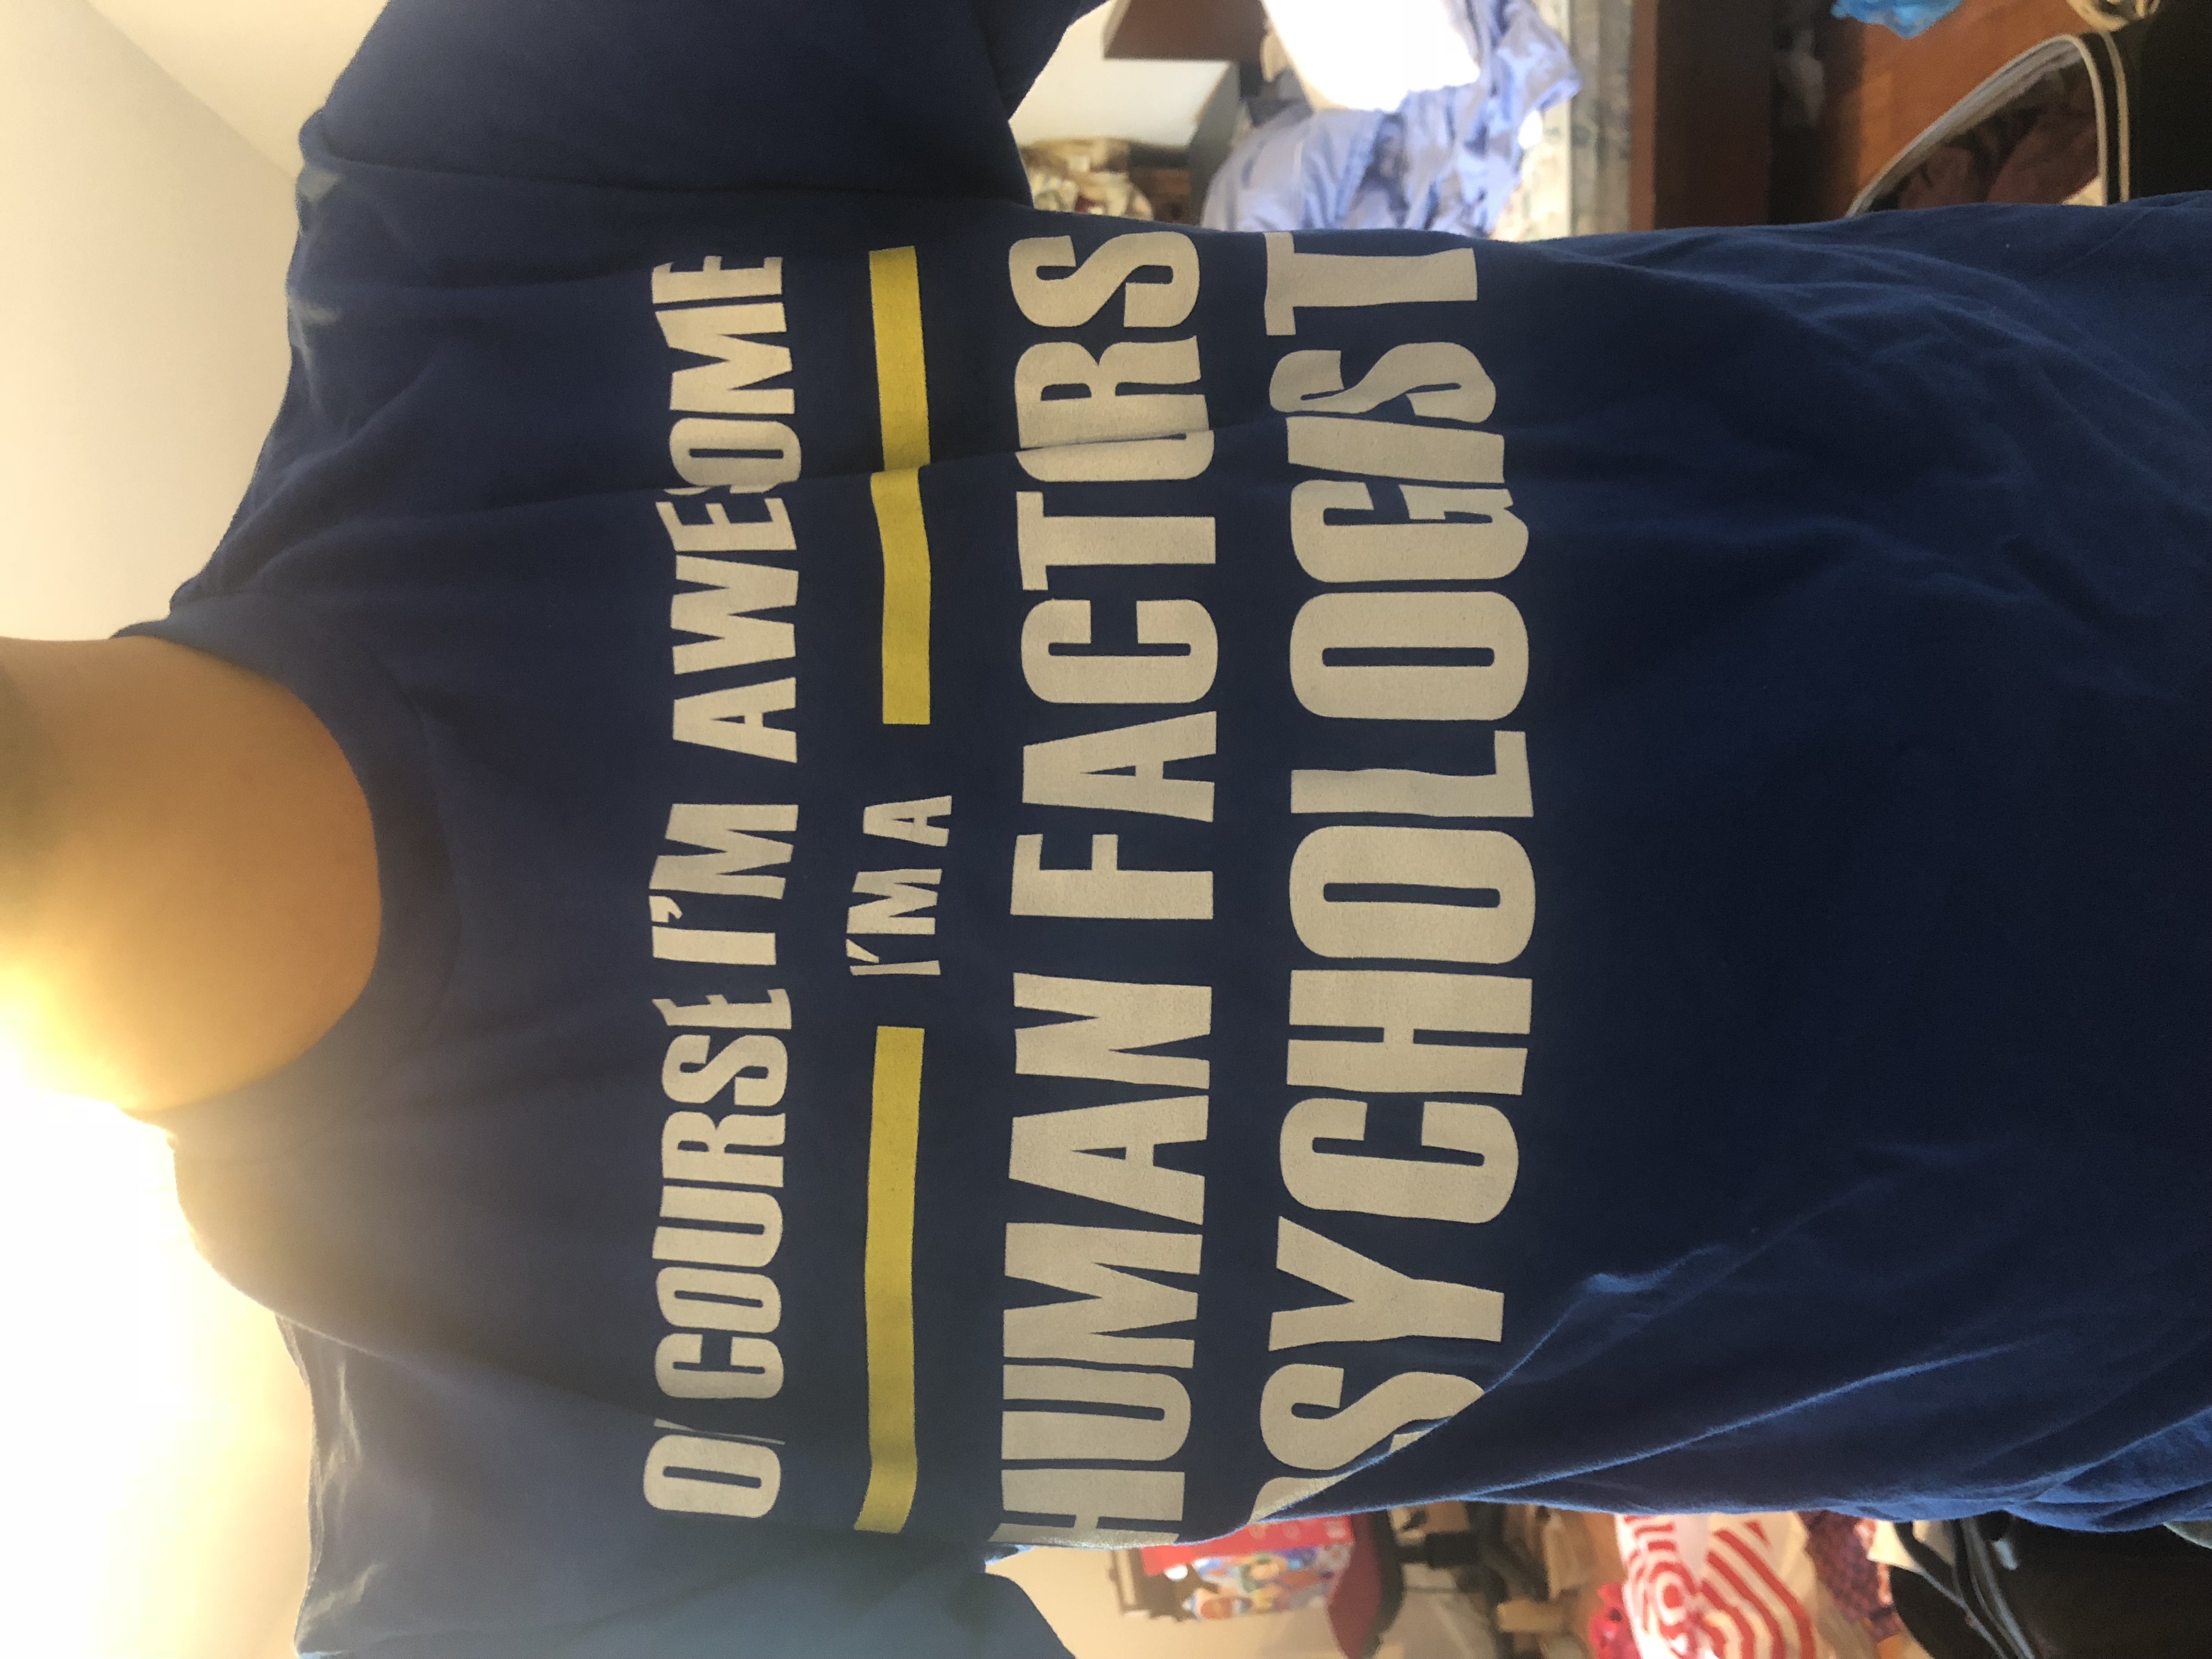 OF COURSE I'M AWESOME
I'M A
HUMAN FACTORS
PSYCHOLOGIST